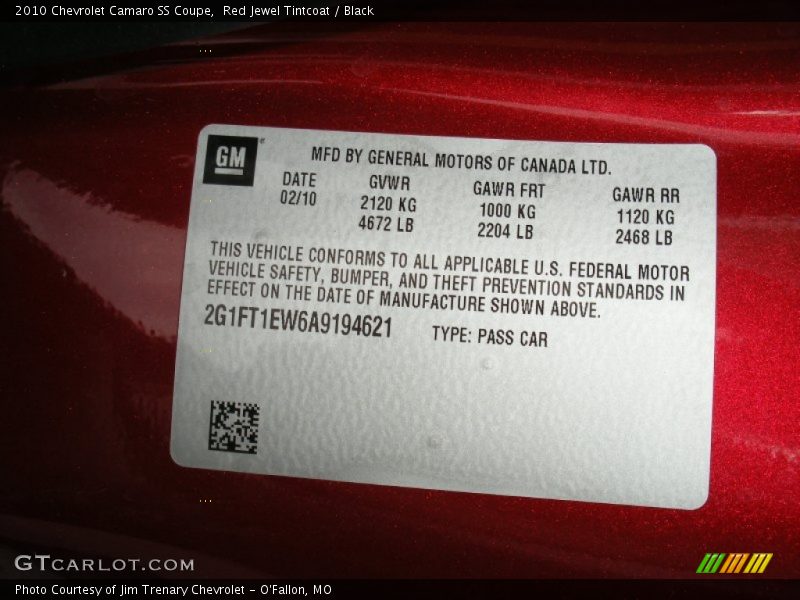 2010 Chevrolet Camaro SS Coupe, Red Jewel Tintcoat / Black
GM
MFD BY GENERAL MOTORS OF CANADA LTD.
DATE GVWR GAWR FRT GAWR RR
02/10 2120 KG 1000 KG 1120 KG
4672 LB 2204 LB 2468 LB
THIS VEHICLE CONFORMS TO ALL APPLICABLE U.S. FEDERAL MOTOR
VEHICLE SAFETY, BUMPER, AND THEFT PREVENTION STANDARDS IN
EFFECT ON THE DATE OF MANUFACTURE SHOWN ABOVE.
2G1FT1EW6A9194621 TYPE: PASS CAR
GTCARLOT.COM
Photo Courtesy of Jim Trenary Chevrolet - O'Fallon, MO